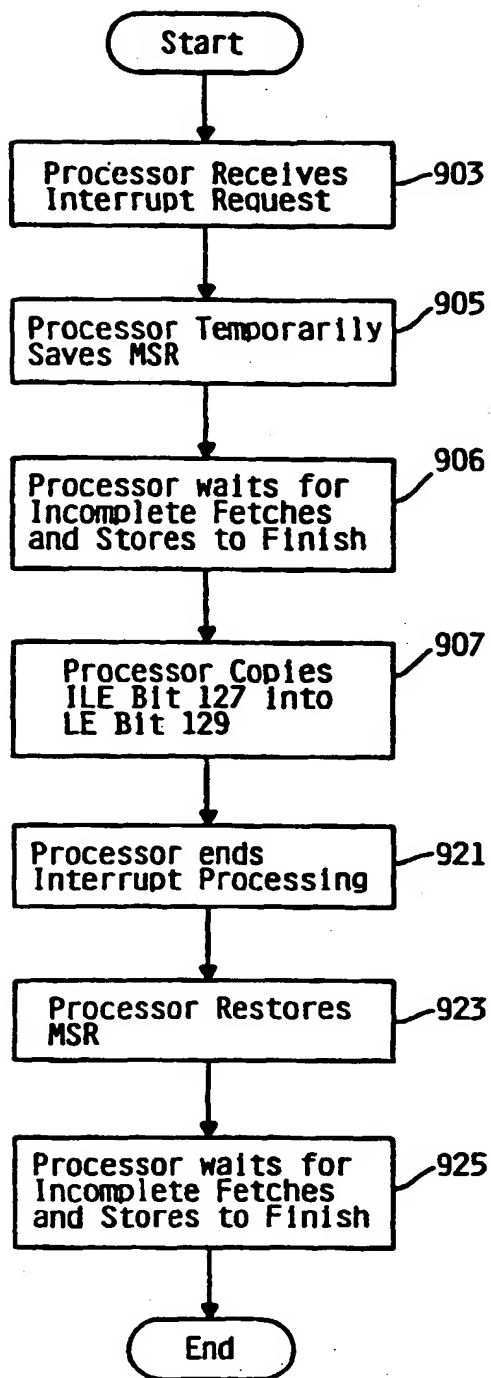 Start
Processor Receives
Interrupt Request
903
Processor Temporarily
Saves MSR
905
Processor waits for
Incomplete Fetches
and Stores to Finish
906
Processor Copies
ILE Bit 127 into
LE Bit 129
907
Processor ends
Interrupt Processing
921
Processor Restores
MSR
923
Processor waits for
Incomplete Fetches
and Stores to Finish
925
End